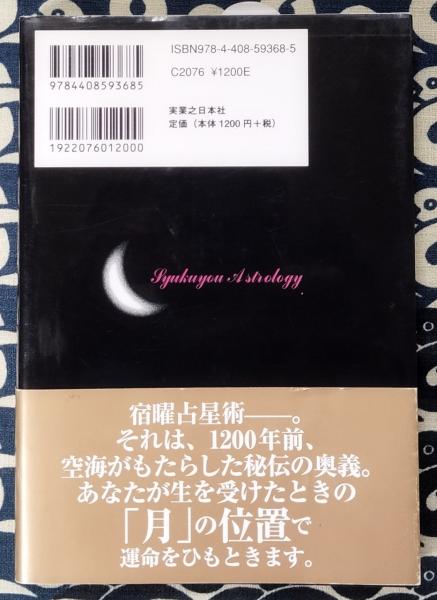 ISBN978-4-408-59368-5
C2076 ¥1200E
9784408593685
実業之日本社
定価（本体1200円＋税）
1922076012000
Syukuyou Astrology
宿曜占星術――。
それは、1200年前、
空海がもたらした秘伝の奥義。
あなたが生を受けたときの
「月」の位置で
運命をひもときます。